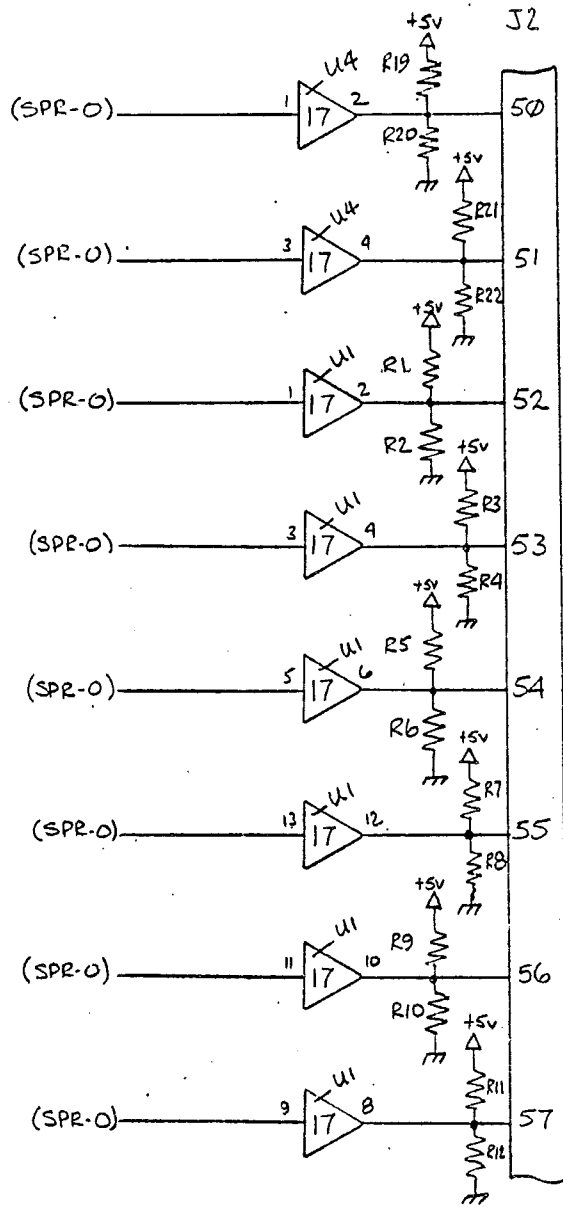 +5V J2
R19
U4
(SPR-0) 1 17 2 50
R20
+5V
U4 R21
(SPR-0) 3 17 4 51
R22
+5V
U1 R1
(SPR-0) 1 17 2 52
R2
+5V
U1 R3
(SPR-0) 3 17 4 53
R4
+5V
U1 R5
(SPR-0) 5 17 6 54
R6
+5V
U1 R7
(SPR-0) 13 17 12 55
R8
+5V
U1 R9
(SPR-0) 11 17 10 56
R10
+5V
U1 R11
(SPR-0) 9 17 8 57
R12